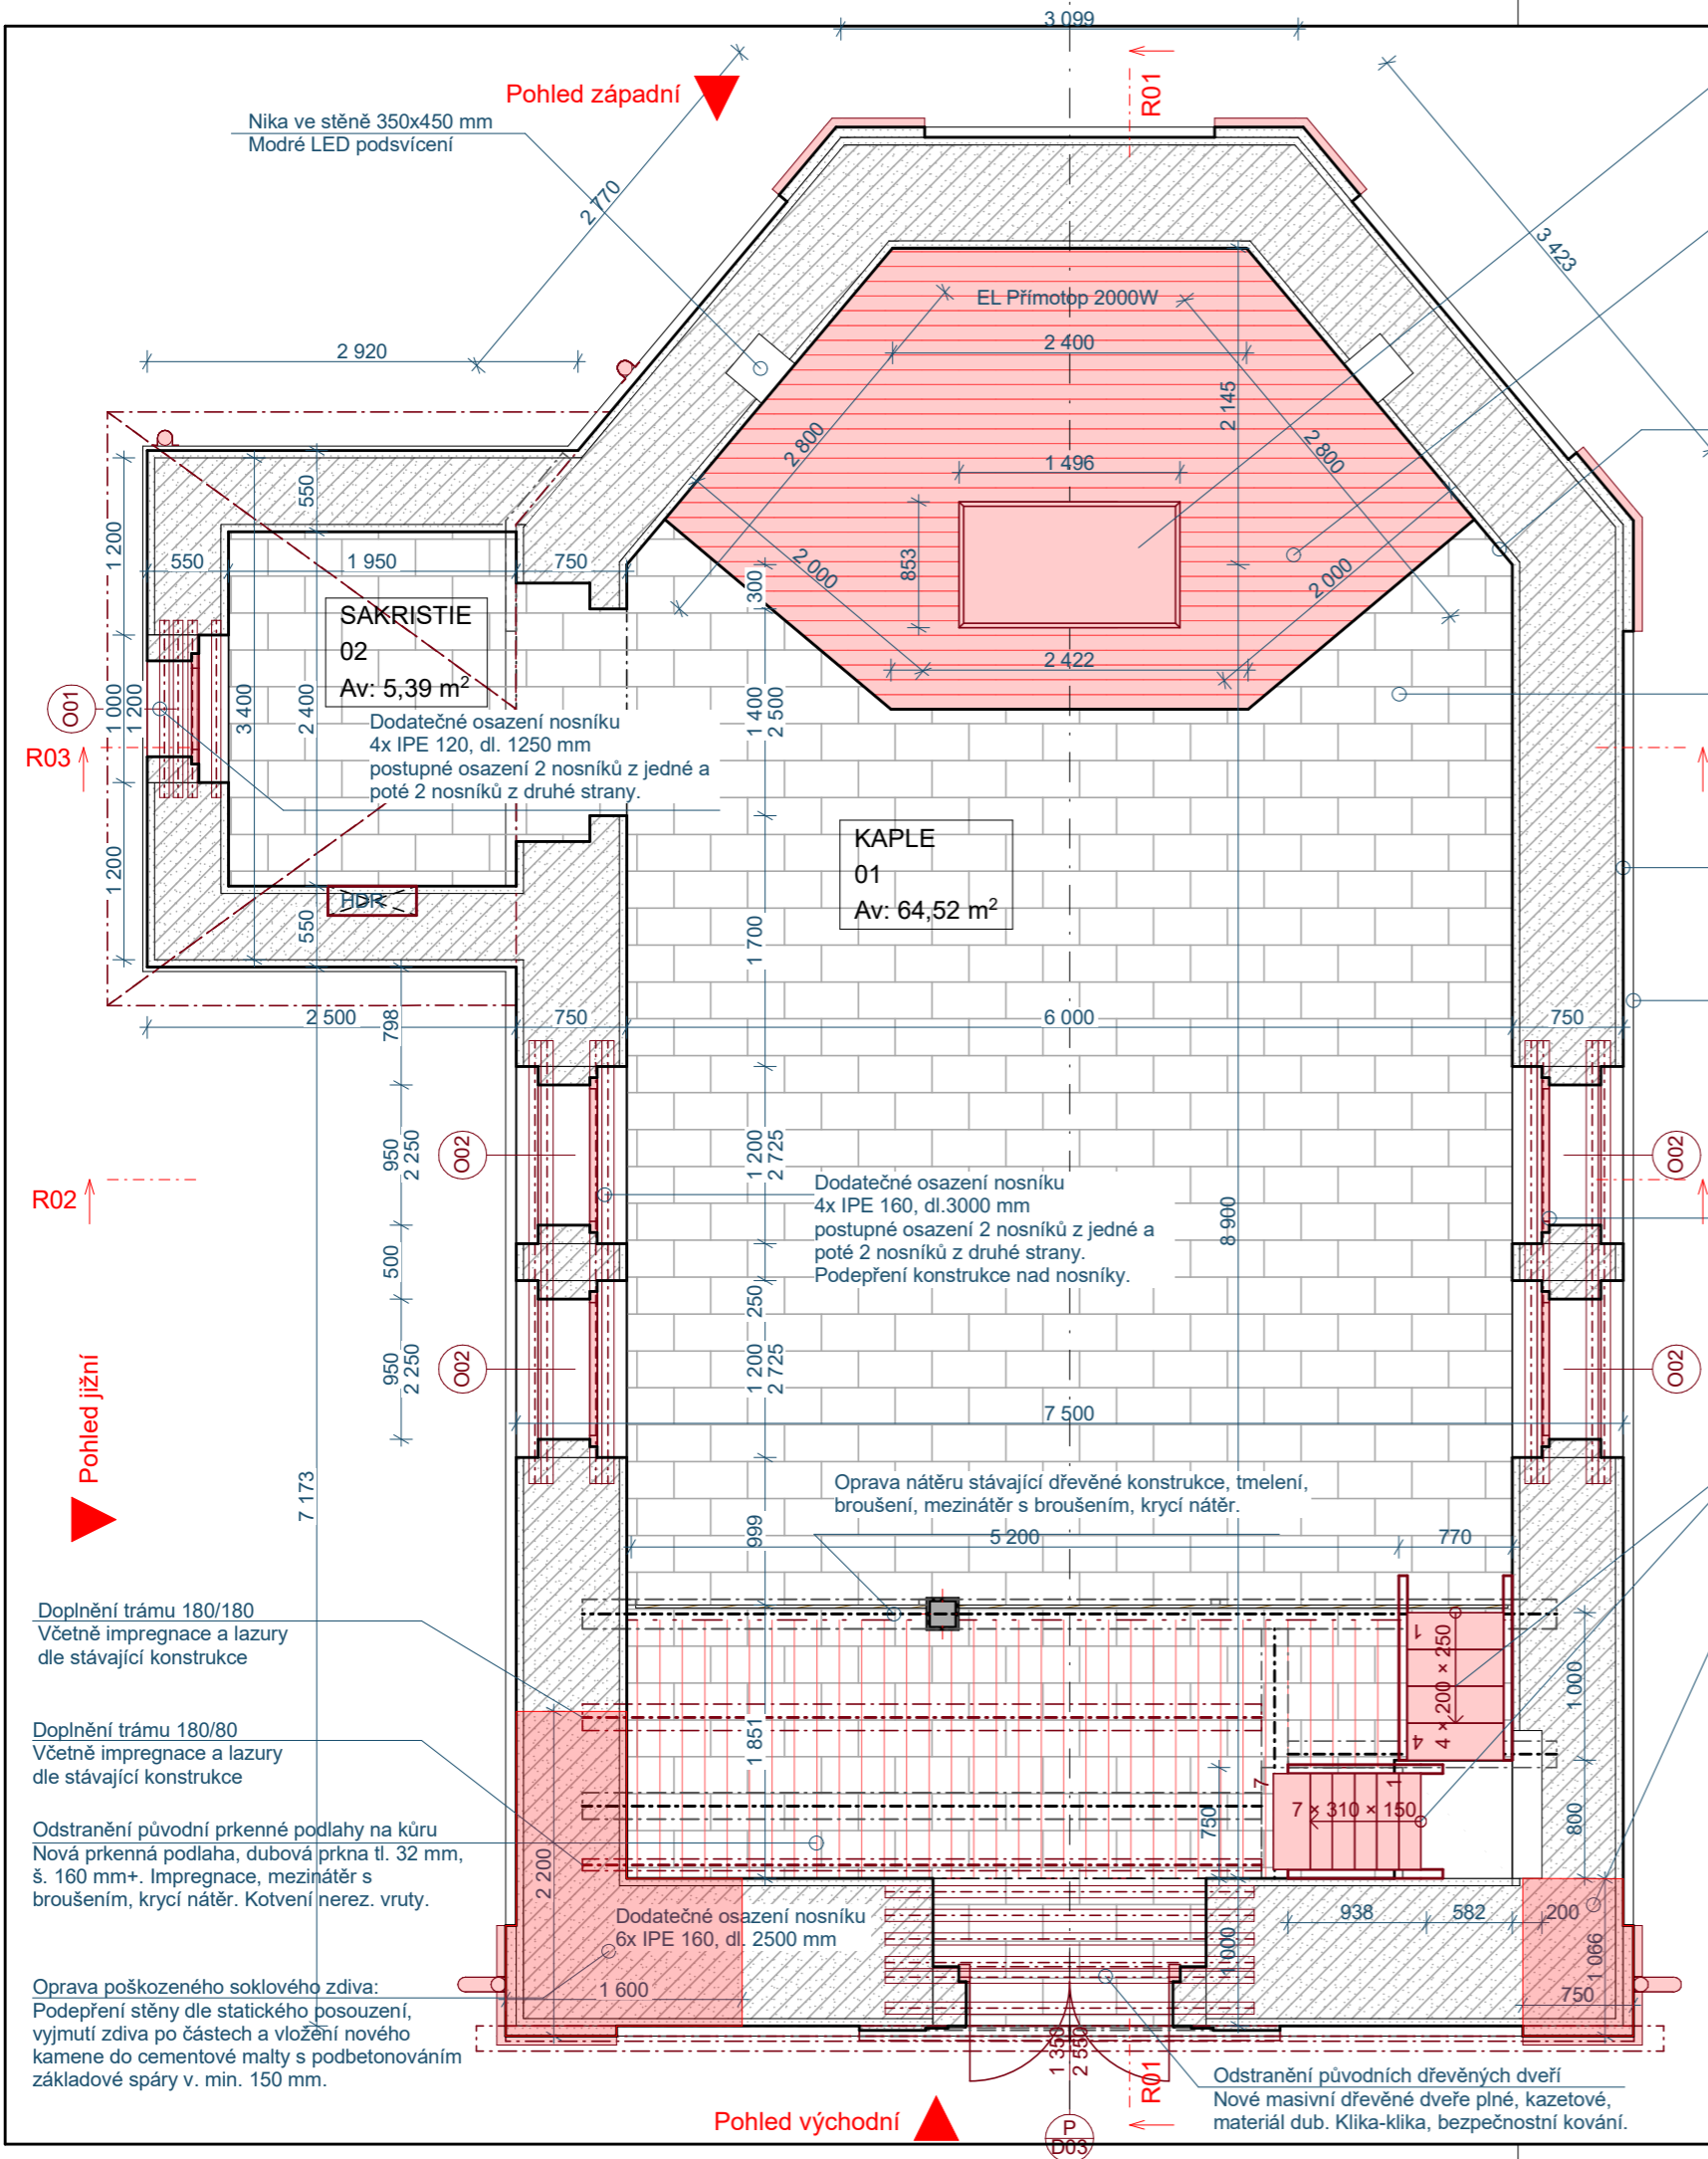 3 099
Pohled západní
R01
Nika ve stěně 350x450 mm
Modré LED podsvícení
2 770
3 423
EL Přímotop 2000W
2 920
2 400
2 145
2 800
2 800
1 496
853
550
1 200
550
1 950
750
300
2 000
2 000
SAKRISTIE
02
Av: 5,39 m²
2 422
O01
1 000
1 200
3 400
2 400
1 400
2 500
R03
Dodatečné osazení nosníku
4x IPE 120, dl. 1250 mm
postupné osazení 2 nosníků z jedné a
poté 2 nosníků z druhé strany.
KAPLE
01
Av: 64,52 m²
1 200
HDR
550
1 700
2 500
798
750
6 000
750
O02
950
2 250
1 200
2 725
O02
R02
Dodatečné osazení nosníku
4x IPE 160, dl.3000 mm
postupné osazení 2 nosníků z jedné a
poté 2 nosníků z druhé strany.
Podepření konstrukce nad nosníky.
8 900
500
250
O02
950
2 250
1 200
2 725
O02
Pohled jižní
7 500
7 173
Oprava nátěru stávající dřevěné konstrukce, tmelení,
broušení, mezinátěr s broušením, krycí nátěr.
999
5 200
770
Doplnění trámu 180/180
Včetně impregnace a lazury
dle stávající konstrukce
1
4 × 200 × 250
4
1 000
Doplnění trámu 180/80
Včetně impregnace a lazury
dle stávající konstrukce
1 851
7
1
7 × 310 × 150
750
800
Odstranění původní prkenné podlahy na kůru
Nová prkenná podlaha, dubová prkna tl. 32 mm,
š. 160 mm+. Impregnace, mezinátěr s
broušením, krycí nátěr. Kotvení nerez. vruty.
2 200
Dodatečné osazení nosníku
6x IPE 160, dl. 2500 mm
938
582
200
1 000
1 066
Oprava poškozeného soklového zdiva:
Podepření stěny dle statického posouzení,
vyjmutí zdiva po částech a vložení nového
kamene do cementové malty s podbetonováním
základové spáry v. min. 150 mm.
1 600
750
1 350
2 550
R01
Odstranění původních dřevěných dveří
Nové masivní dřevěné dveře plné, kazetové,
materiál dub. Klika-klika, bezpečnostní kování.
Pohled východní
P
D03